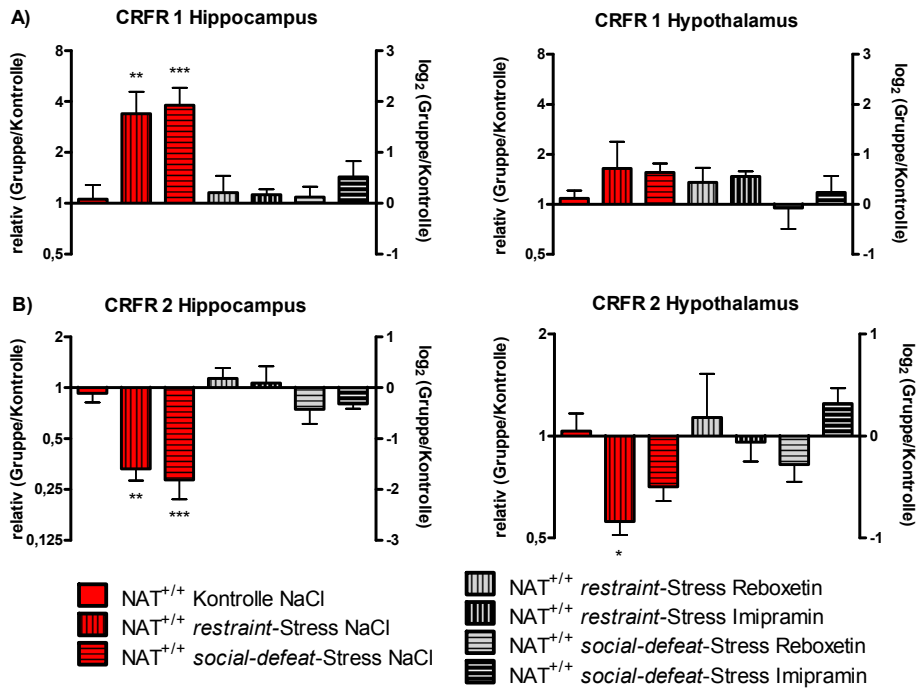 A)
CRFR 1 Hippocampus
relativ (Gruppe/Kontrolle)
8
4
2
1
0,5
** ***
3
2
1
0
-1
log2 (Gruppe/Kontrolle)
CRFR 1 Hypothalamus
relativ (Gruppe/Kontrolle)
8
4
2
1
0,5
3
2
1
0
-1
log2 (Gruppe/Kontrolle)
B)
CRFR 2 Hippocampus
relativ (Gruppe/Kontrolle)
2
1
0,5
0,25
0,125
** ***
1
0
-1
-2
-3
log2 (Gruppe/Kontrolle)
CRFR 2 Hypothalamus
relativ (Gruppe/Kontrolle)
2
1
0,5
*
1
0
-1
log2 (Gruppe/Kontrolle)
NAT+/+ Kontrolle NaCl
NAT+/+ restraint-Stress NaCl
NAT+/+ social-defeat-Stress NaCl
NAT+/+ restraint-Stress Reboxetin
NAT+/+ restraint-Stress Imipramin
NAT+/+ social-defeat-Stress Reboxetin
NAT+/+ social-defeat-Stress Imipramin